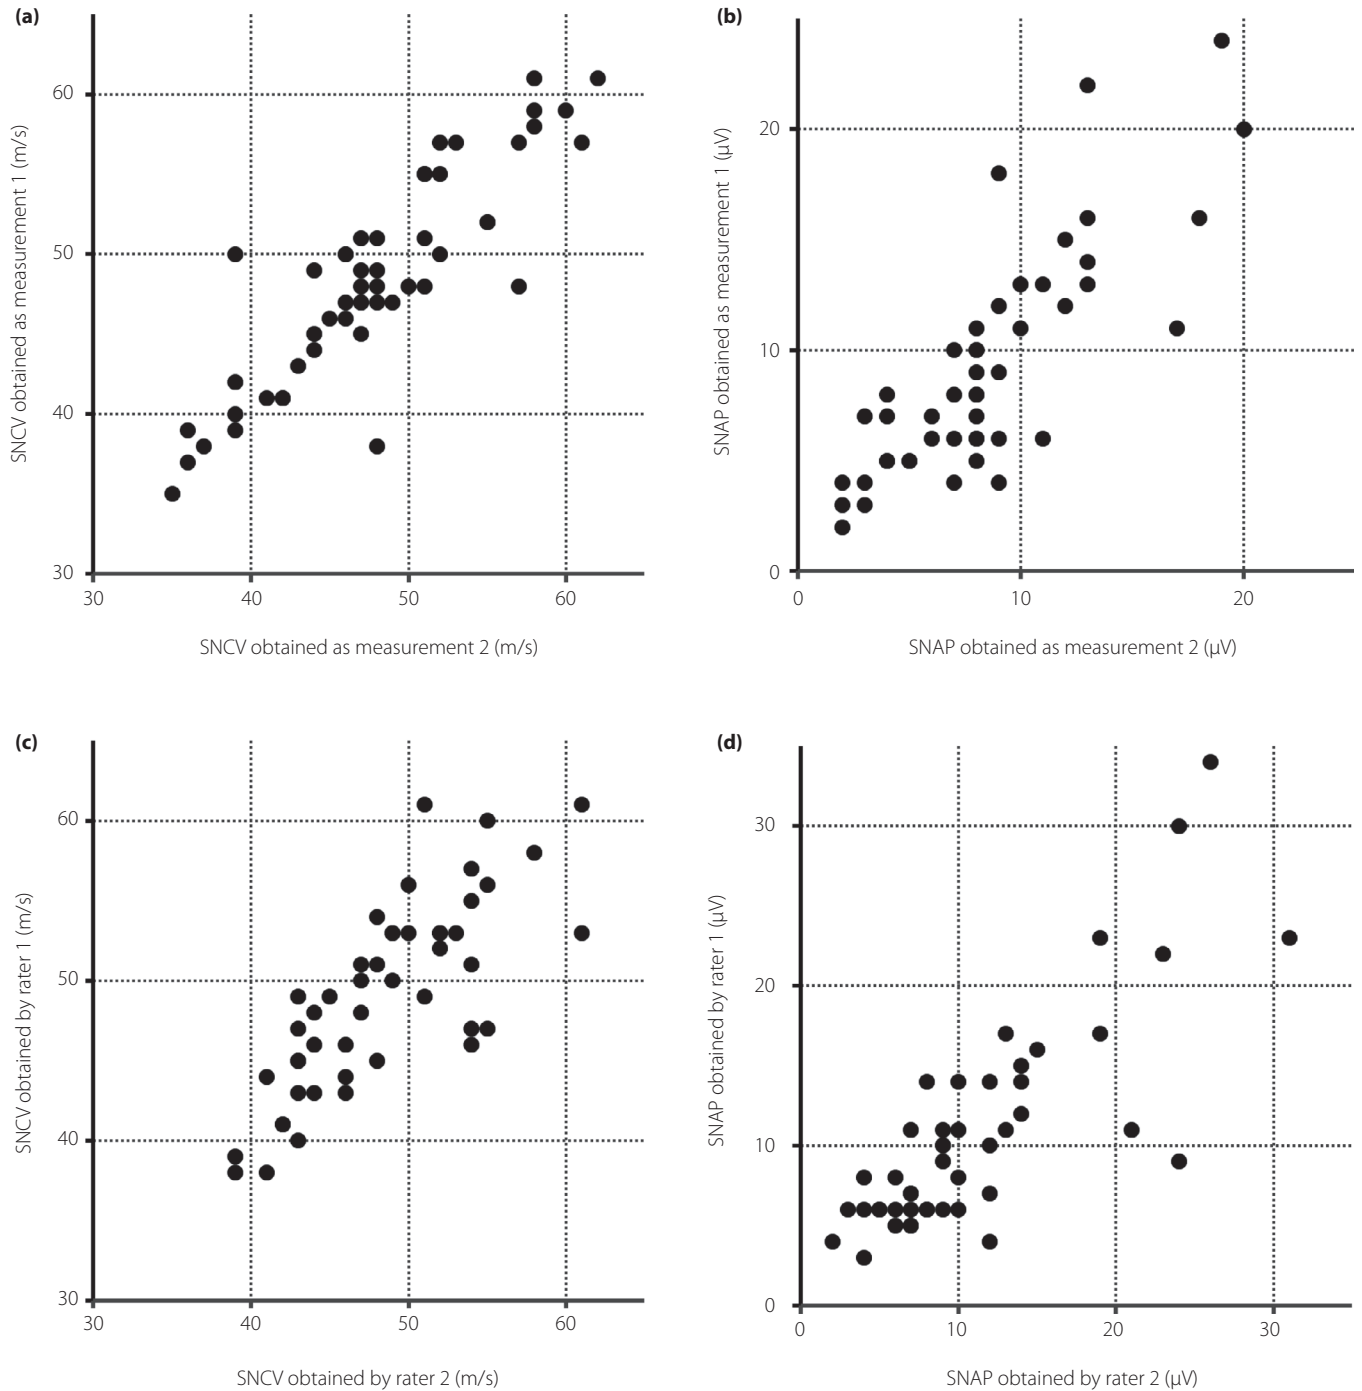 (a)
60
50
40
30
30 40 50 60
SNCV obtained as measurement 1 (m/s)
SNCV obtained as measurement 2 (m/s)
(b)
20
10
0
0 10 20
SNAP obtained as measurement 1 (μV)
SNAP obtained as measurement 2 (μV)
(c)
60
50
40
30
30 40 50 60
SNCV obtained by rater 1 (m/s)
SNCV obtained by rater 2 (m/s)
(d)
30
20
10
0
0 10 20 30
SNAP obtained by rater 1 (μV)
SNAP obtained by rater 2 (μV)